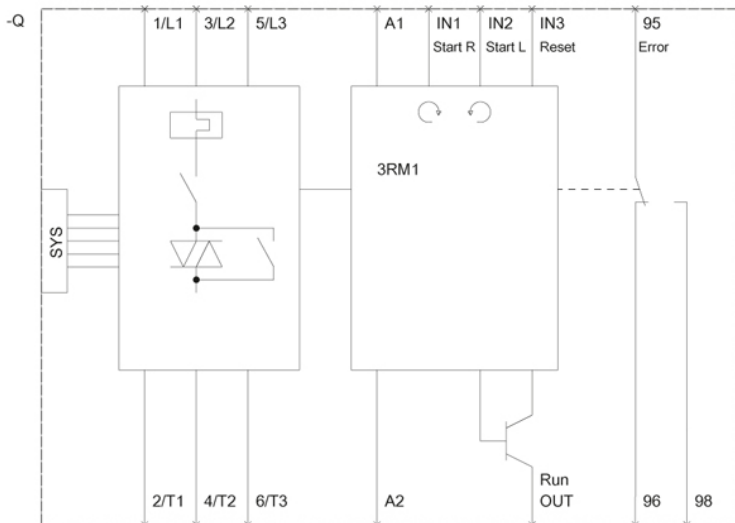 -Q
1/L1 3/L2 5/L3 A1 IN1 IN2 IN3 95
Start R Start L Reset Error
3RM1
SYS
Run
2/T1 4/T2 6/T3 A2 OUT 96 98